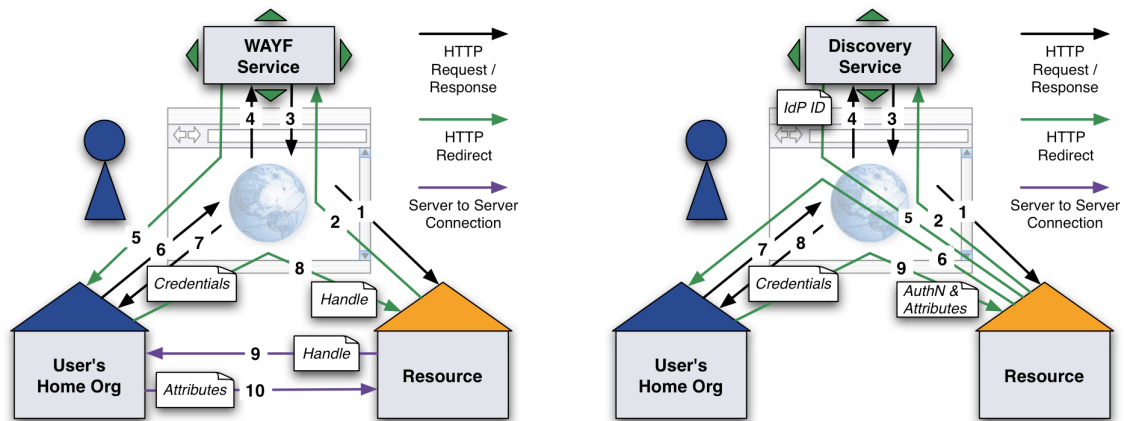 WAYF
Service
HTTP
Request /
Response
HTTP
Redirect
Server to Server
Connection
4
3
1
2
5
6
7
8
Credentials
Handle
User's
Home Org
9
Handle
Resource
Attributes
10
Discovery
Service
HTTP
Request /
Response
HTTP
Redirect
Server to Server
Connection
IdP ID
4
3
1
5
2
7
8
6
9
Credentials
AuthN &
Attributes
User's
Home Org
Resource